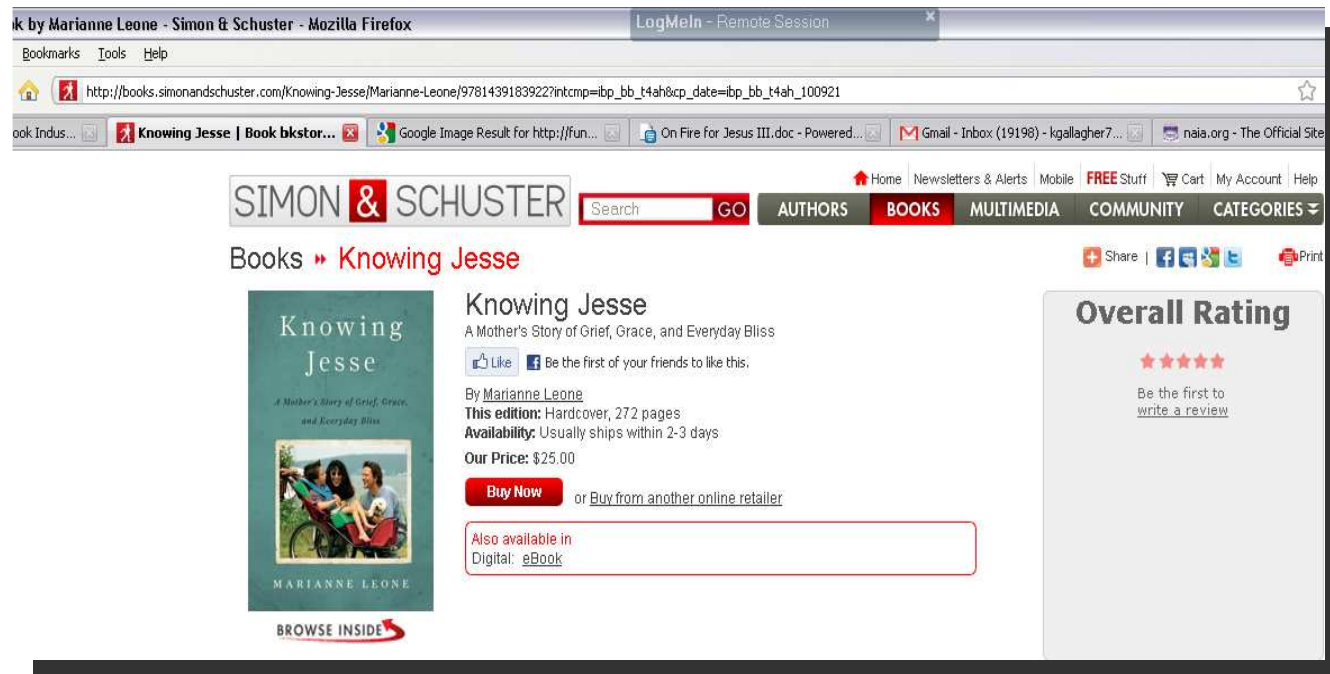 ok by Marianne Leone - Simon & Schuster - Mozilla Firefox
LogMeIn - Remote Session
Bookmarks Tools Help
http://books.simonandschuster.com/Knowing-Jesse/Marianne-Leone/9781439183922?intcmp=ibp_bb_t4ah&cp_date=ibp_bb_t4ah_100921
ook Indus... Knowing Jesse | Book bkstor... Google Image Result for http://fun... On Fire for Jesus III.doc - Powered... Gmail - Inbox (19198) - kgallagher7... naia.org - The Official Site
Home Newsletters & Alerts Mobile FREE Stuff Cart My Account Help
SIMON & SCHUSTER
Search GO AUTHORS BOOKS MULTIMEDIA COMMUNITY CATEGORIES
Books Knowing Jesse
Share | Print
Knowing
Jesse
A Mother's Story of Grief, Grace,
and Everyday Bliss
MARIANNE LEONE
BROWSE INSIDE
Knowing Jesse
A Mother's Story of Grief, Grace, and Everyday Bliss
Like Be the first of your friends to like this.
By Marianne Leone
This edition: Hardcover, 272 pages
Availability: Usually ships within 2-3 days
Our Price: $25.00
Buy Now or Buy from another online retailer
Also available in
Digital: eBook
Overall Rating
Be the first to
write a review